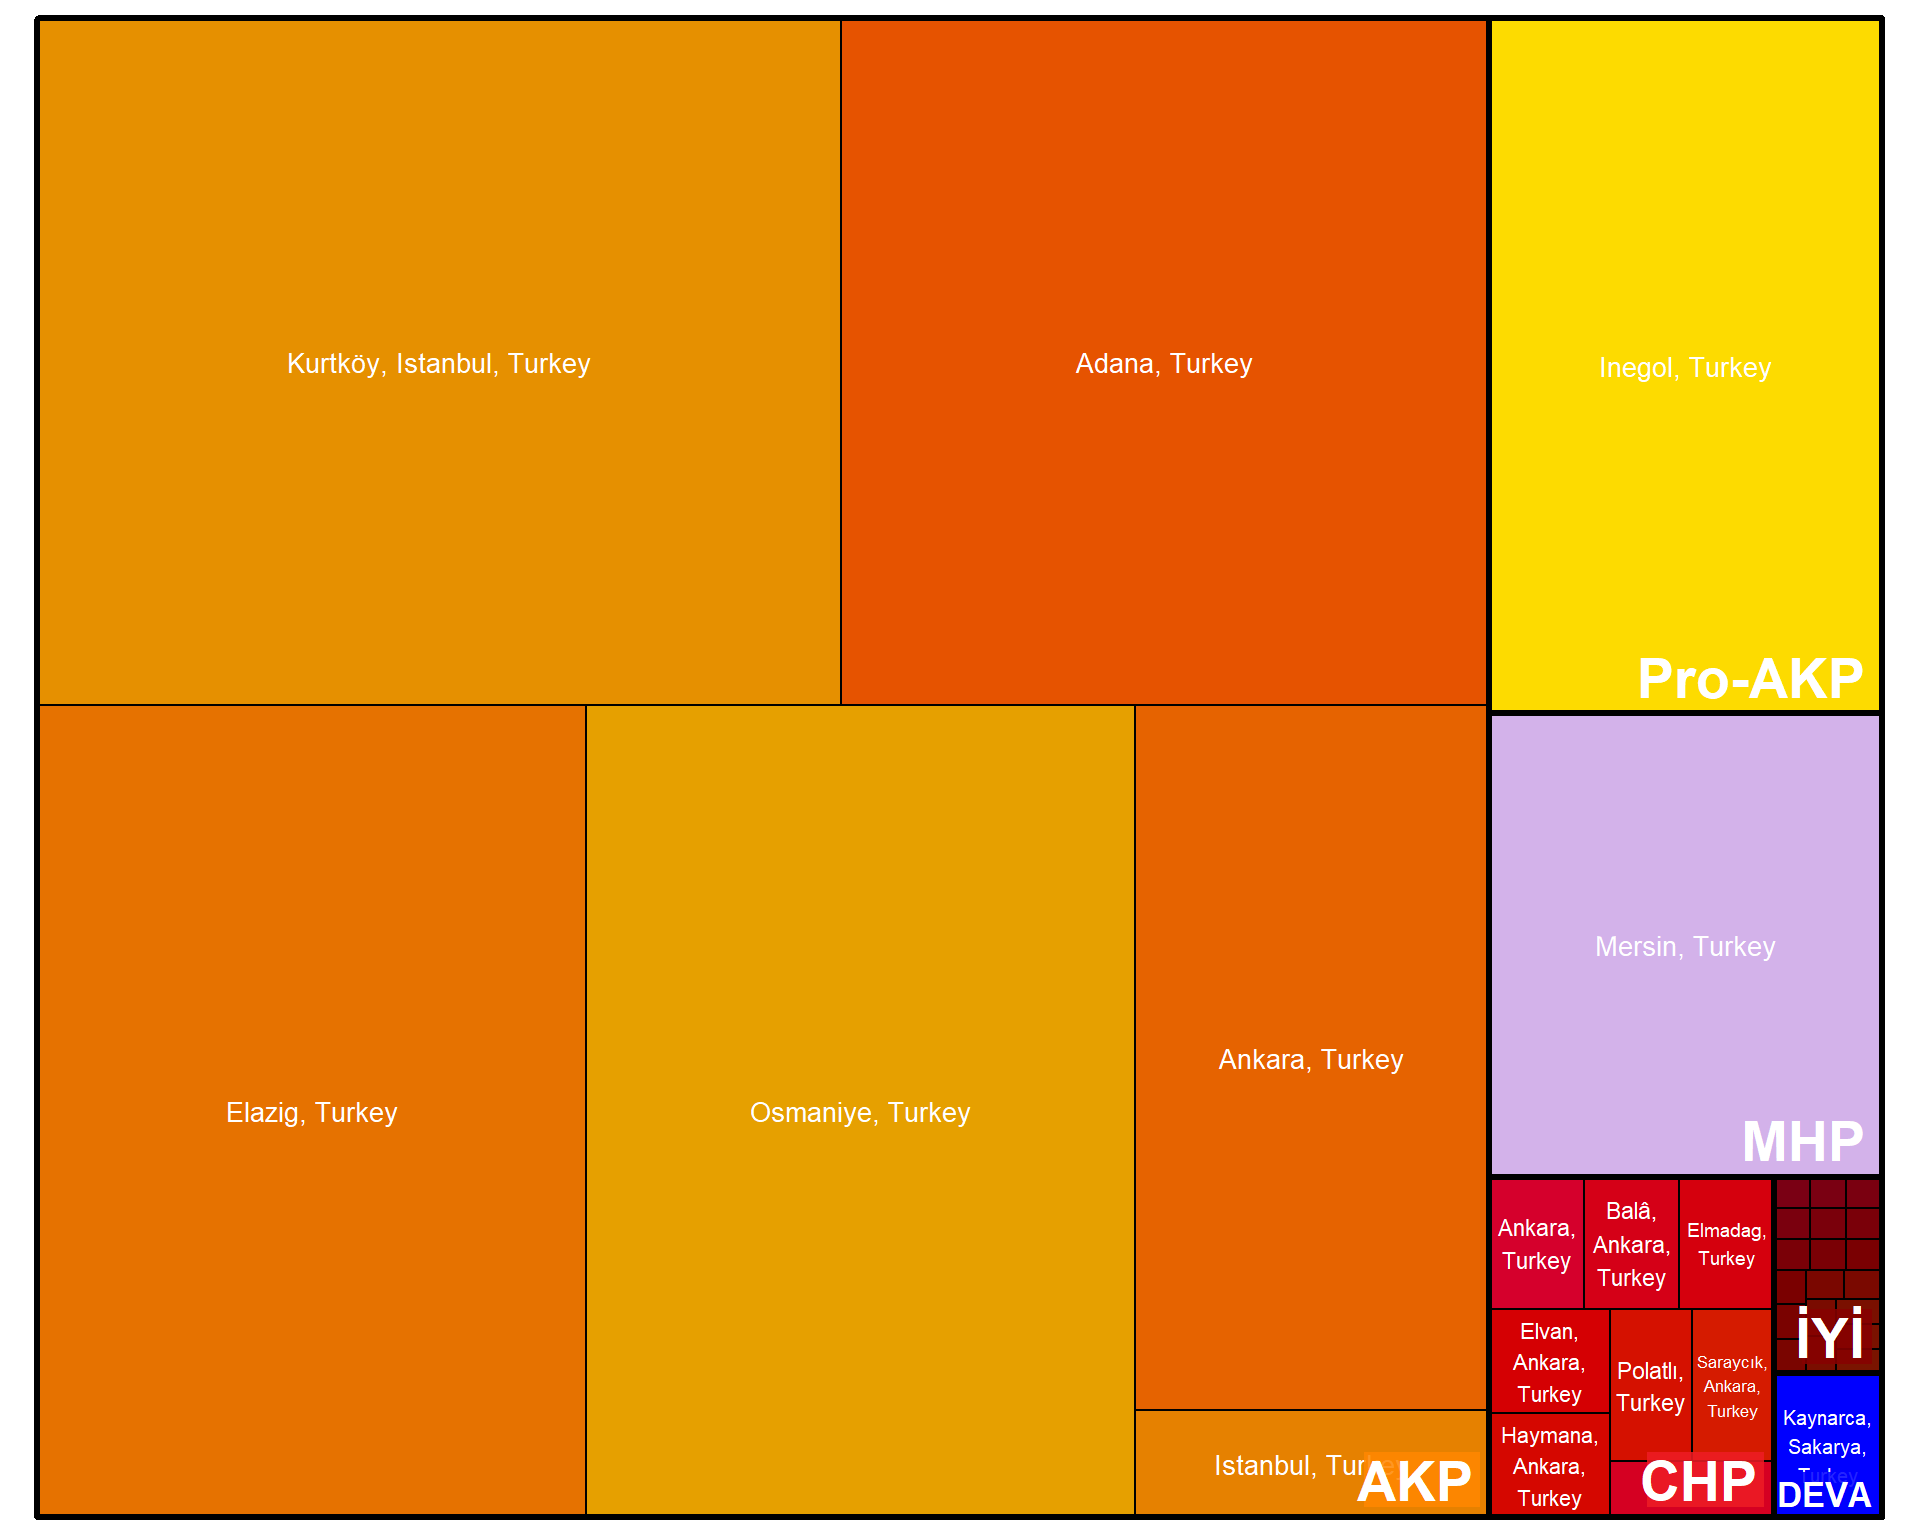 Kurtköy, Istanbul, Turkey
Adana, Turkey
Inegol, Turkey
Pro-AKP
Mersin, Turkey
MHP
Elazig, Turkey
Osmaniye, Turkey
Ankara, Turkey
Istanbul, Turkey
AKP
Ankara,
Turkey
Balâ,
Ankara,
Turkey
Elmadag,
Turkey
Elvan,
Ankara,
Turkey
Polatlı,
Turkey
Saraycık,
Ankara,
Turkey
Haymana,
Ankara,
Turkey
CHP
İYİ
Kaynarca,
Sakarya,
Turkey
DEVA